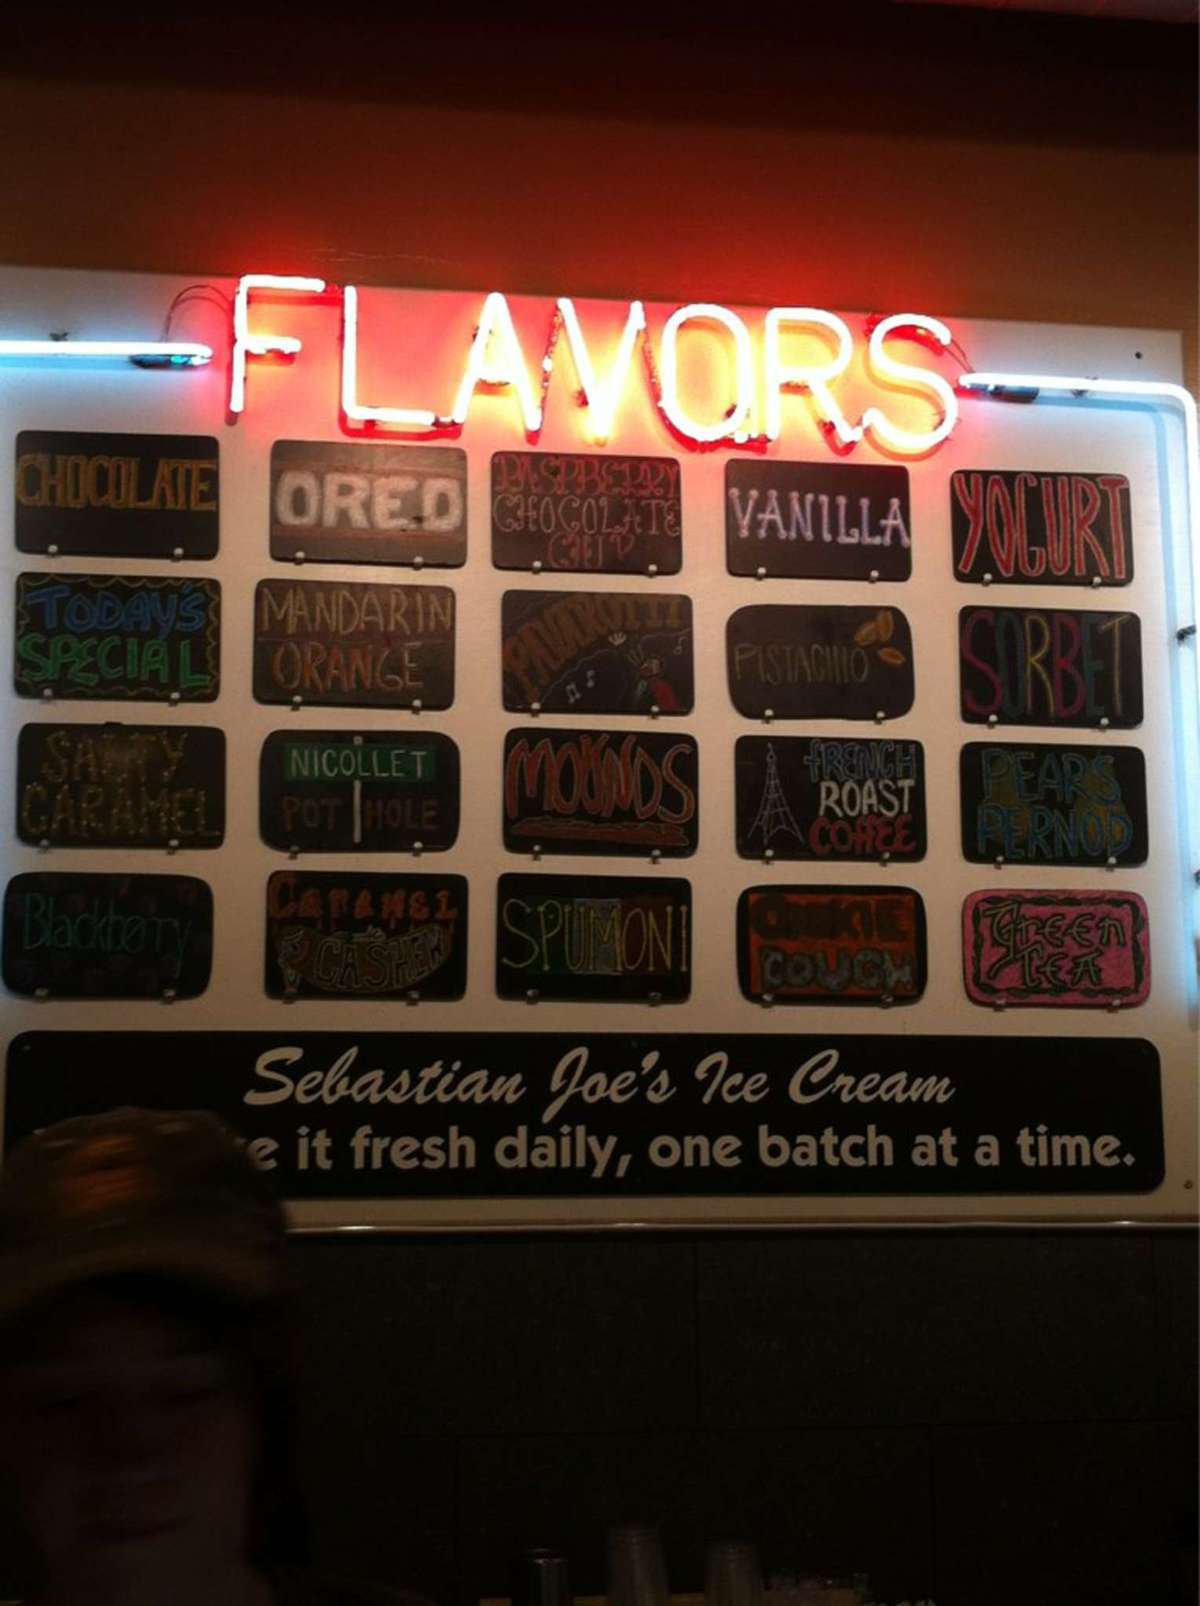 FLAVORS
CHOCOLATE
OREO
RASPBERRY
CHOCOLATE
CHIP
VANILLA
YOGURT
TODAY'S
SPECIAL
MANDARIN
ORANGE
PAVAROTTI
PISTACHIO
SORBET
SALTY
CARAMEL
NICOLLET
POT HOLE
MOUNDS
FRENCH
ROAST
COFFEE
PEARS
PERNOD
Blackberry
CARAMEL
CASHEW
SPUMONI
COOKIE
DOUGH
GREEN
TEA
Sebastian Joe's Ice Cream
it fresh daily, one batch at a time.